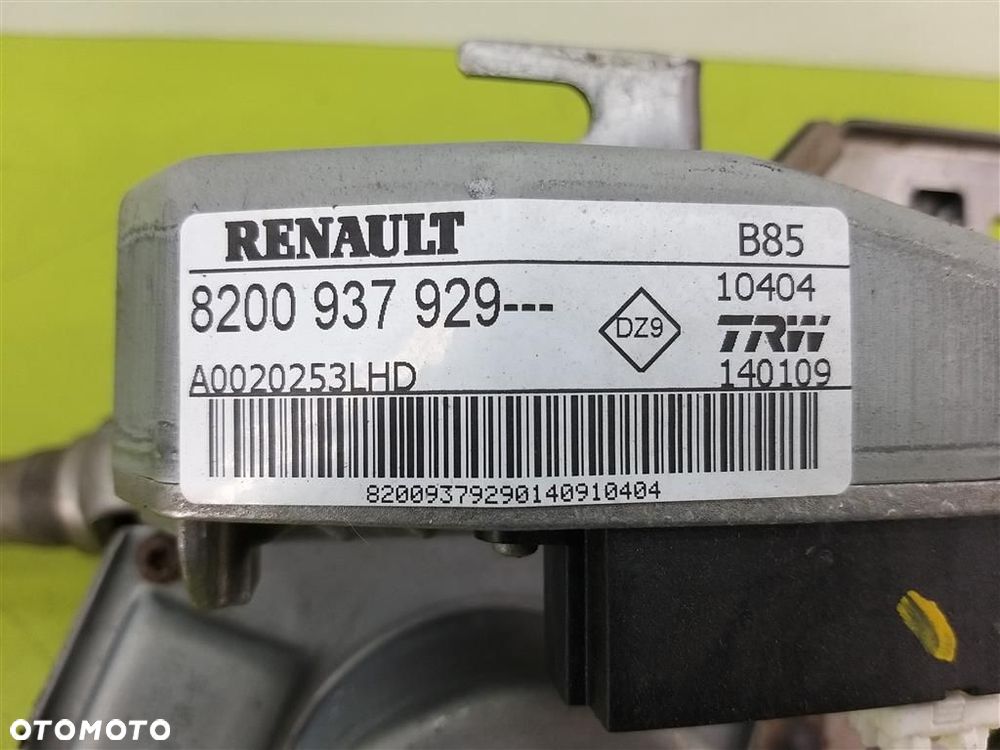 RENAULT B85
8200 937 929--- DZ9 10404
TRW
A0020253LHD 140109
82009379290140910404
OTOMOTO